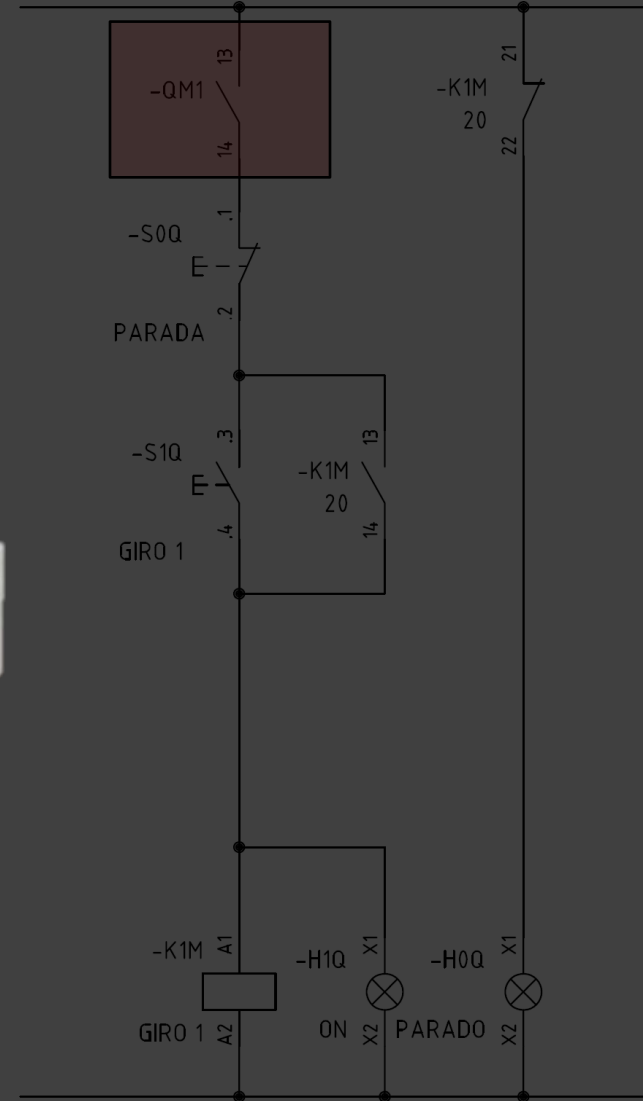 13
-QM1
14
21
-K1M
20
22
.1
-S0Q
.2
PARADA
.3
-S1Q
.4
GIRO 1
13
-K1M
20
14
-K1M
A1
GIRO 1
A2
-H1Q
X1
ON
X2
-H0Q
X1
PARADO
X2